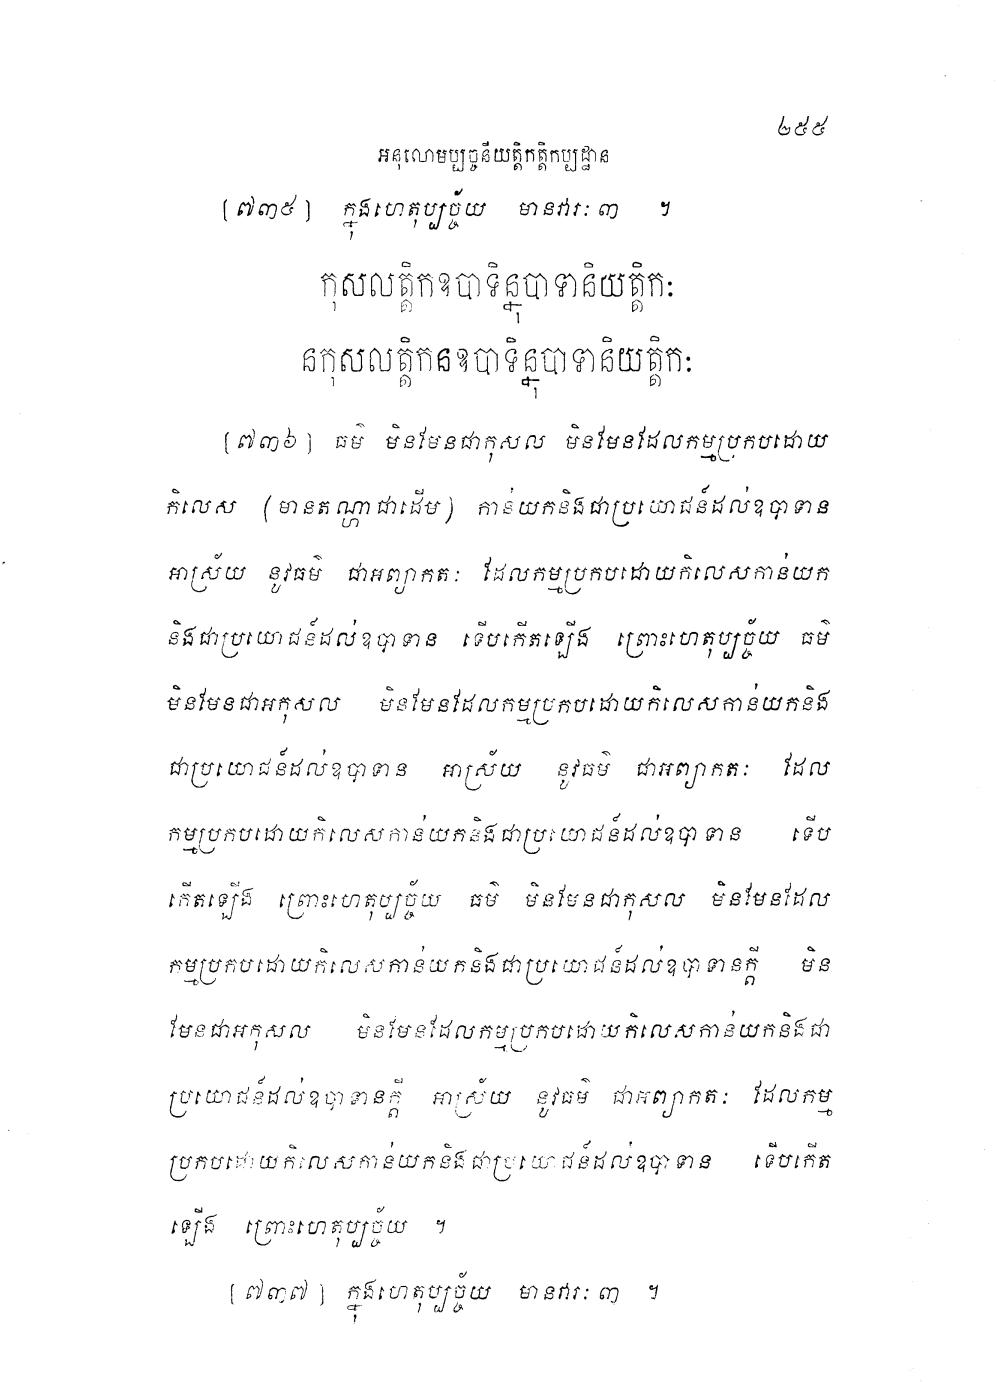 ២៥៥
អនុលោមប្បច្ចនីយត្តិកត្តិកប្បដ្ឋាន
[៧៣៥] ក្នុងហេតុប្បច្ច័យ មានវារៈ ៣ ។
កុសលត្តិកឧបាទិន្នុបាទានិយត្តិកៈ
នកុសលត្តិកនឧបាទិន្នុបាទានិយត្តិកៈ
[៧៣៦] ធម៌ មិនមែនជាកុសល មិនមែនដែលកម្មប្រកបដោយ
កិលេស (មានតណ្ហាជាដើម) កាន់យកនិងជាប្រយោជន៍ដល់ឧបាទាន
អាស្រ័យ នូវធម៌ ជាអព្យាកតៈ ដែលកម្មប្រកបដោយកិលេសកាន់យក
និងជាប្រយោជន៍ដល់ឧបាទាន ទើបកើតឡើង ព្រោះហេតុប្បច្ច័យ ធម៌
មិនមែនជាអកុសល មិនមែនដែលកម្មប្រកបដោយកិលេសកាន់យកនិង
ជាប្រយោជន៍ដល់ឧបាទាន អាស្រ័យ នូវធម៌ ជាអព្យាកតៈ ដែល
កម្មប្រកបដោយកិលេសកាន់យកនិងជាប្រយោជន៍ដល់ឧបាទាន ទើប
កើតឡើង ព្រោះហេតុប្បច្ច័យ ធម៌ មិនមែនជាកុសល មិនមែនដែល
កម្មប្រកបដោយកិលេសកាន់យកនិងជាប្រយោជន៍ដល់ឧបាទានក្តី មិន
មែនជាអកុសល មិនមែនដែលកម្មប្រកបដោយកិលេសកាន់យកនិងជា
ប្រយោជន៍ដល់ឧបាទានក្តី អាស្រ័យ នូវធម៌ ជាអព្យាកតៈ ដែលកម្ម
ប្រកបដោយកិលេសកាន់យកនិងជាប្រយោជន៍ដល់ឧបាទាន ទើបកើត
ឡើង ព្រោះហេតុប្បច្ច័យ ។
[៧៣៧] ក្នុងហេតុប្បច្ច័យ មានវារៈ ៣ ។